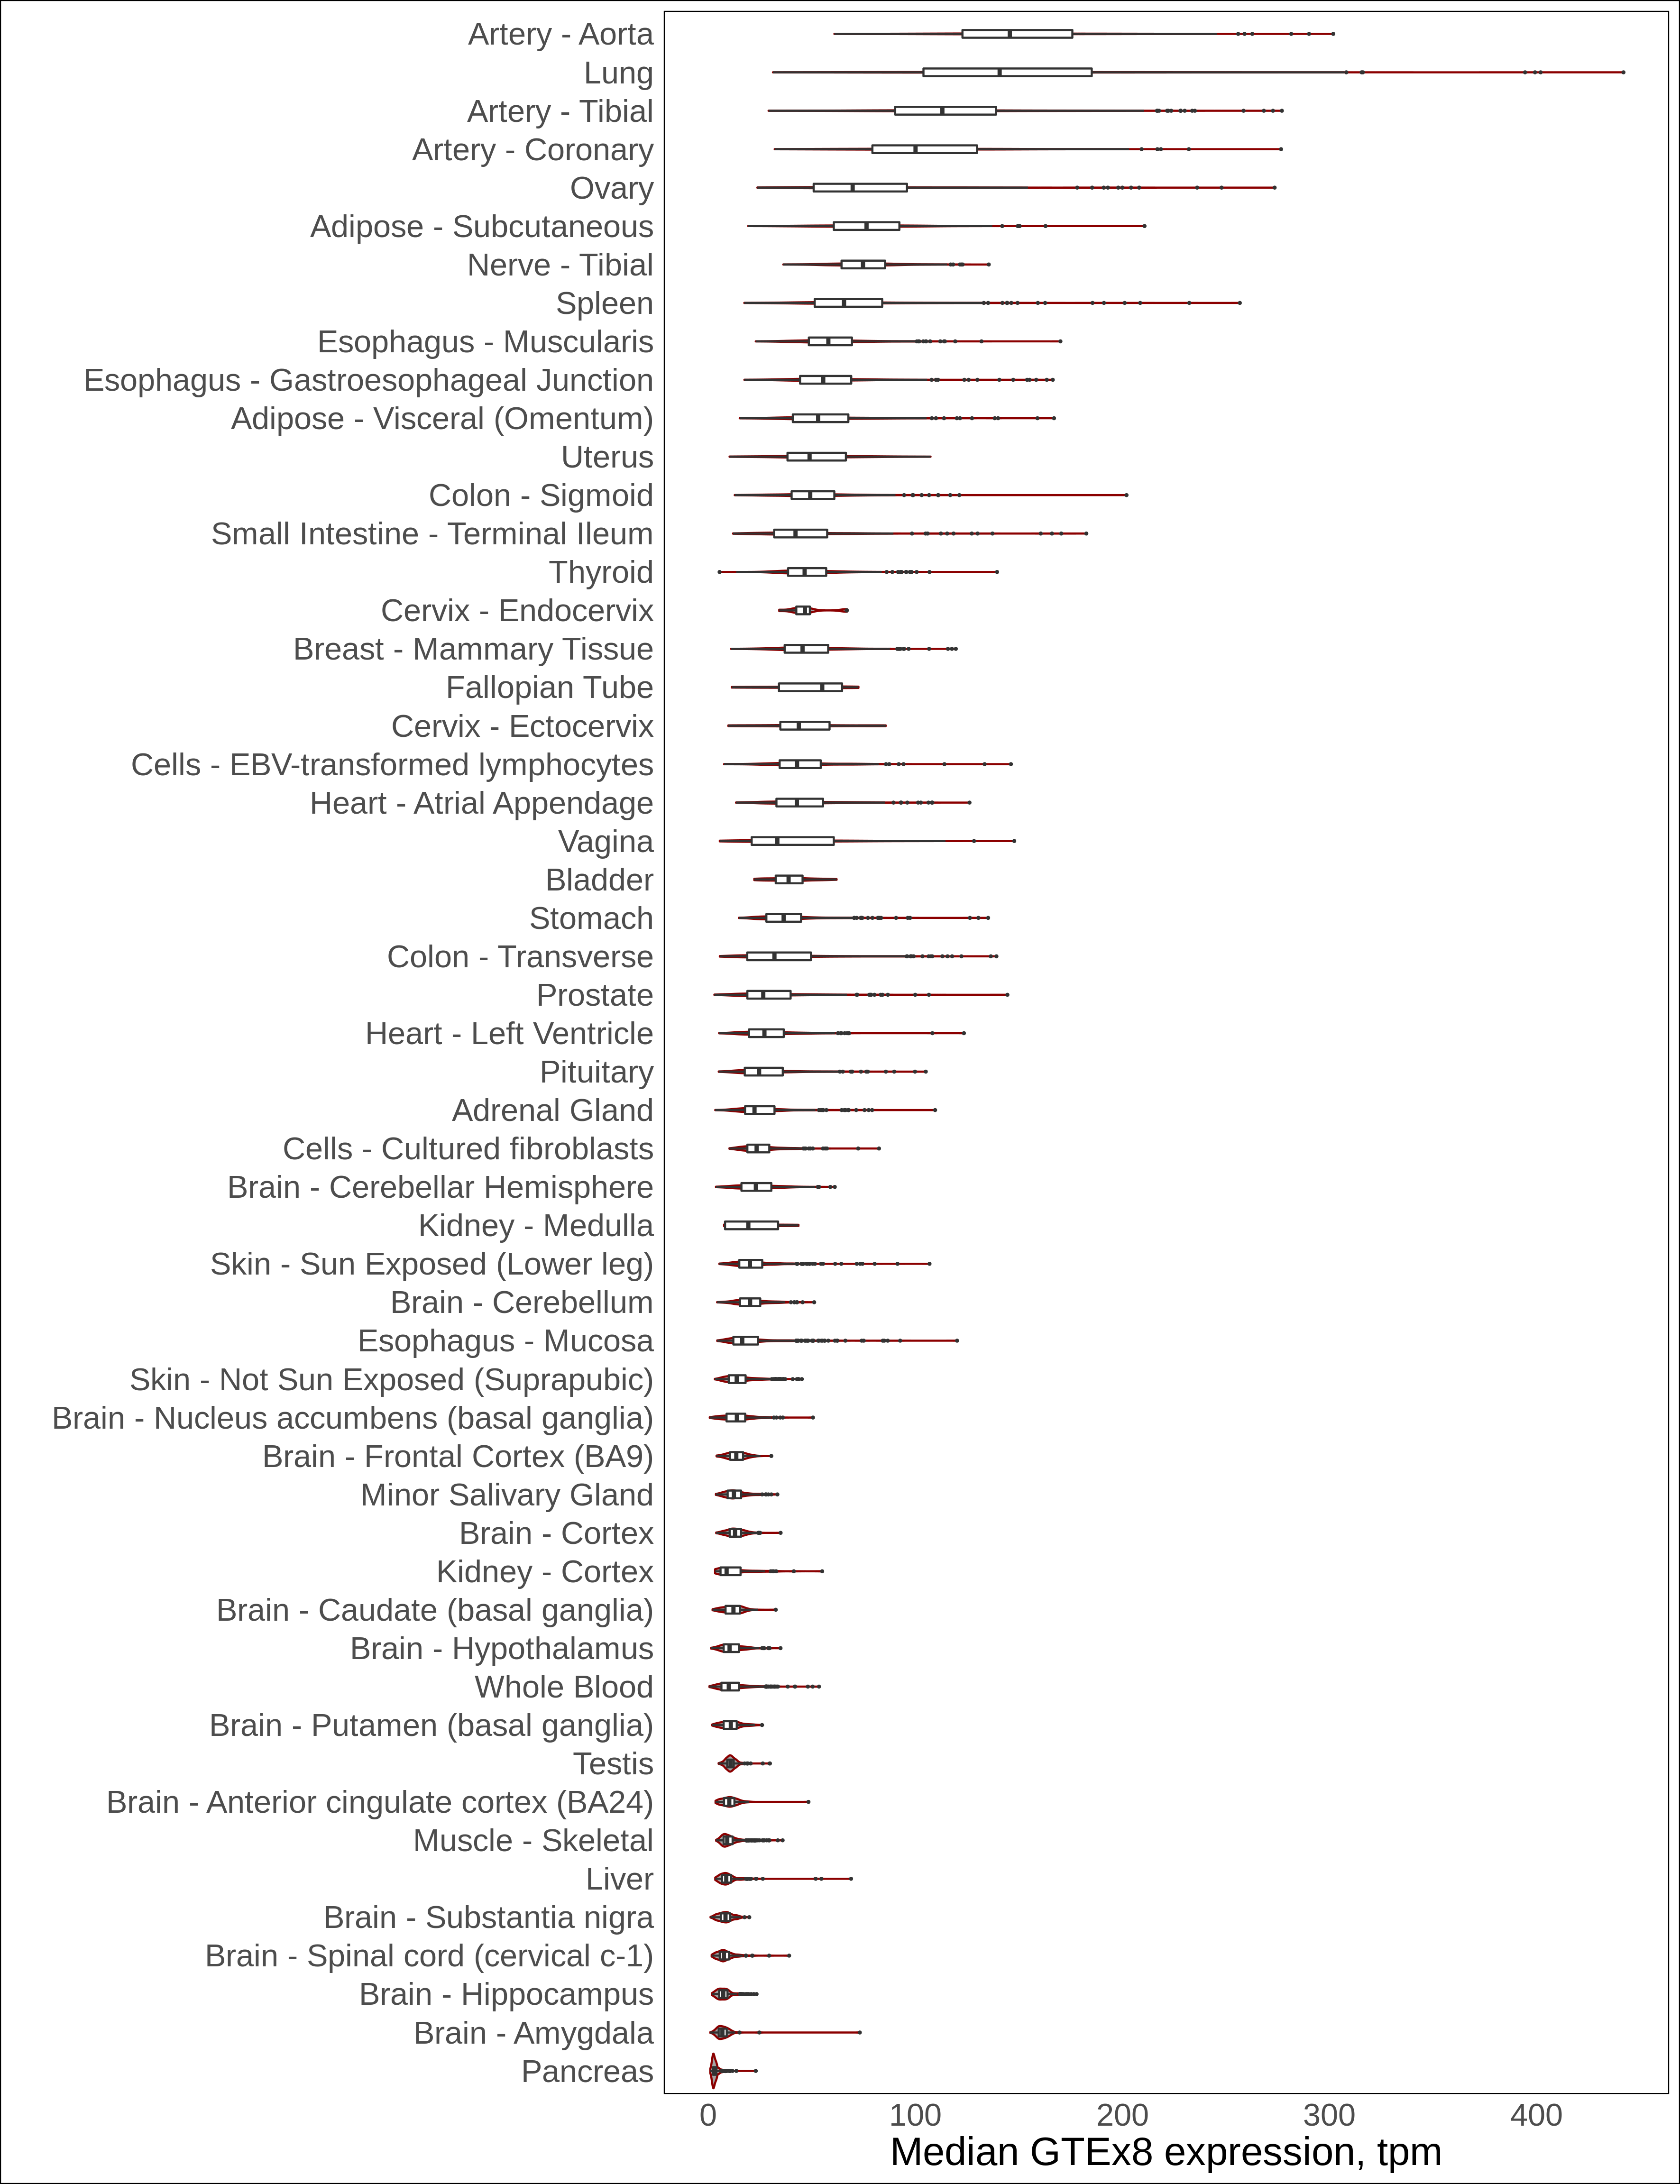 Artery - Aorta
Lung
Artery - Tibial
Artery - Coronary
Ovary
Adipose - Subcutaneous
Nerve - Tibial
Spleen
Esophagus - Muscularis
Esophagus - Gastroesophageal Junction
Adipose - Visceral (Omentum)
Uterus
Colon - Sigmoid
Small Intestine - Terminal Ileum
Thyroid
Cervix - Endocervix
Breast - Mammary Tissue
Fallopian Tube
Cervix - Ectocervix
Cells - EBV-transformed lymphocytes
Heart - Atrial Appendage
Vagina
Bladder
Stomach
Colon - Transverse
Prostate
Heart - Left Ventricle
Pituitary
Adrenal Gland
Cells - Cultured fibroblasts
Brain - Cerebellar Hemisphere
Kidney - Medulla
Skin - Sun Exposed (Lower leg)
Brain - Cerebellum
Esophagus - Mucosa
Skin - Not Sun Exposed (Suprapubic)
Brain - Nucleus accumbens (basal ganglia)
Brain - Frontal Cortex (BA9)
Minor Salivary Gland
Brain - Cortex
Kidney - Cortex
Brain - Caudate (basal ganglia)
Brain - Hypothalamus
Whole Blood
Brain - Putamen (basal ganglia)
Testis
Brain - Anterior cingulate cortex (BA24)
Muscle - Skeletal
Liver
Brain - Substantia nigra
Brain - Spinal cord (cervical c-1)
Brain - Hippocampus
Brain - Amygdala
Pancreas
0 100 200 300 400
Median GTEx8 expression, tpm